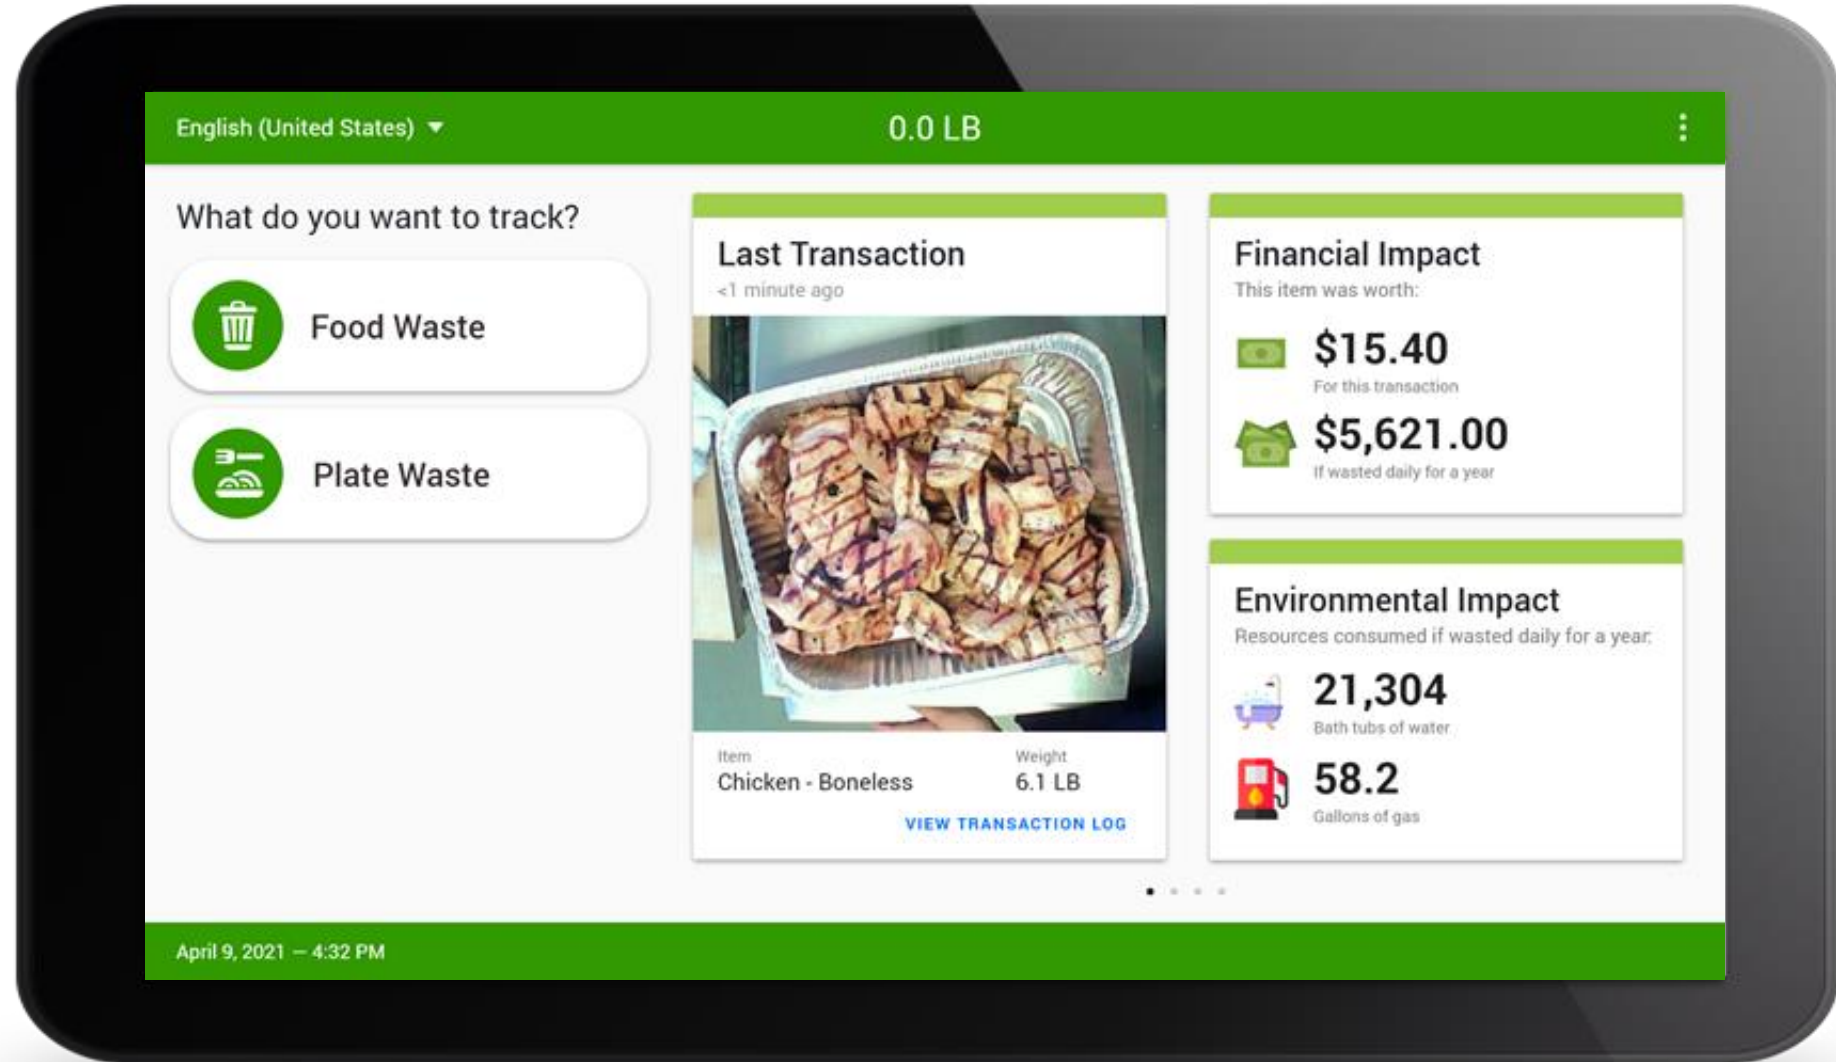 English (United States)
0.0 LB
What do you want to track?
Food Waste
Plate Waste
Last Transaction
<1 minute ago
Item
Chicken - Boneless
Weight
6.1 LB
VIEW TRANSACTION LOG
Financial Impact
This item was worth:
$15.40
For this transaction
$5,621.00
If wasted daily for a year
Environmental Impact
Resources consumed if wasted daily for a year:
21,304
Bath tubs of water
58.2
Gallons of gas
April 9, 2021 — 4:32 PM